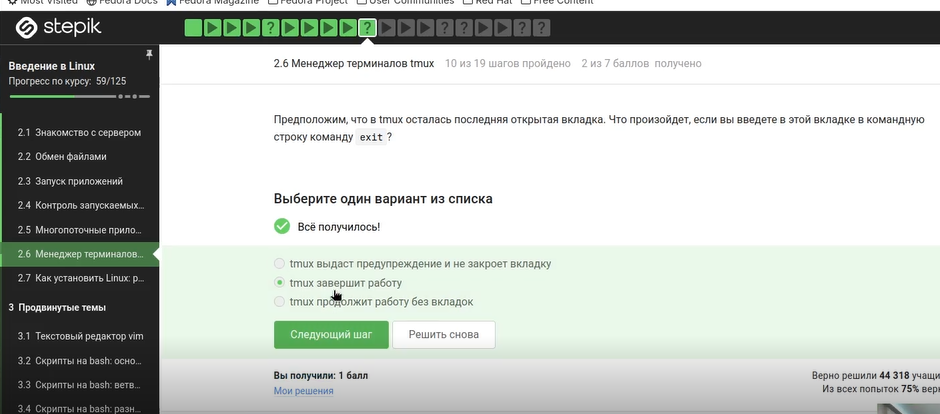 Most Visited Fedora Docs Fedora Magazine Fedora Project User Communities Red Hat Free Content
stepik
? ? ? ? ? ?
Введение в Linux
Прогресс по курсу: 59/125
2.1 Знакомство с сервером
2.2 Обмен файлами
2.3 Запуск приложений
2.4 Контроль запускаемых...
2.5 Многопоточные прило...
2.6 Менеджер терминалов...
2.7 Как установить Linux: р...
3 Продвинутые темы
3.1 Текстовый редактор vim
3.2 Скрипты на bash: осно...
3.3 Скрипты на bash: ветв...
3.4 Скрипты на bash: разн...
2.6 Менеджер терминалов tmux 10 из 19 шагов пройдено 2 из 7 баллов получено
Предположим, что в tmux осталась последняя открытая вкладка. Что произойдет, если вы введете в этой вкладке в командную
строку команду exit ?
Выберите один вариант из списка
Всё получилось!
tmux выдаст предупреждение и не закроет вкладку
tmux завершит работу
tmux продолжит работу без вкладок
Следующий шаг Решить снова
Вы получили: 1 балл
Мои решения
Верно решили 44 318 учащи
Из всех попыток 75% вер